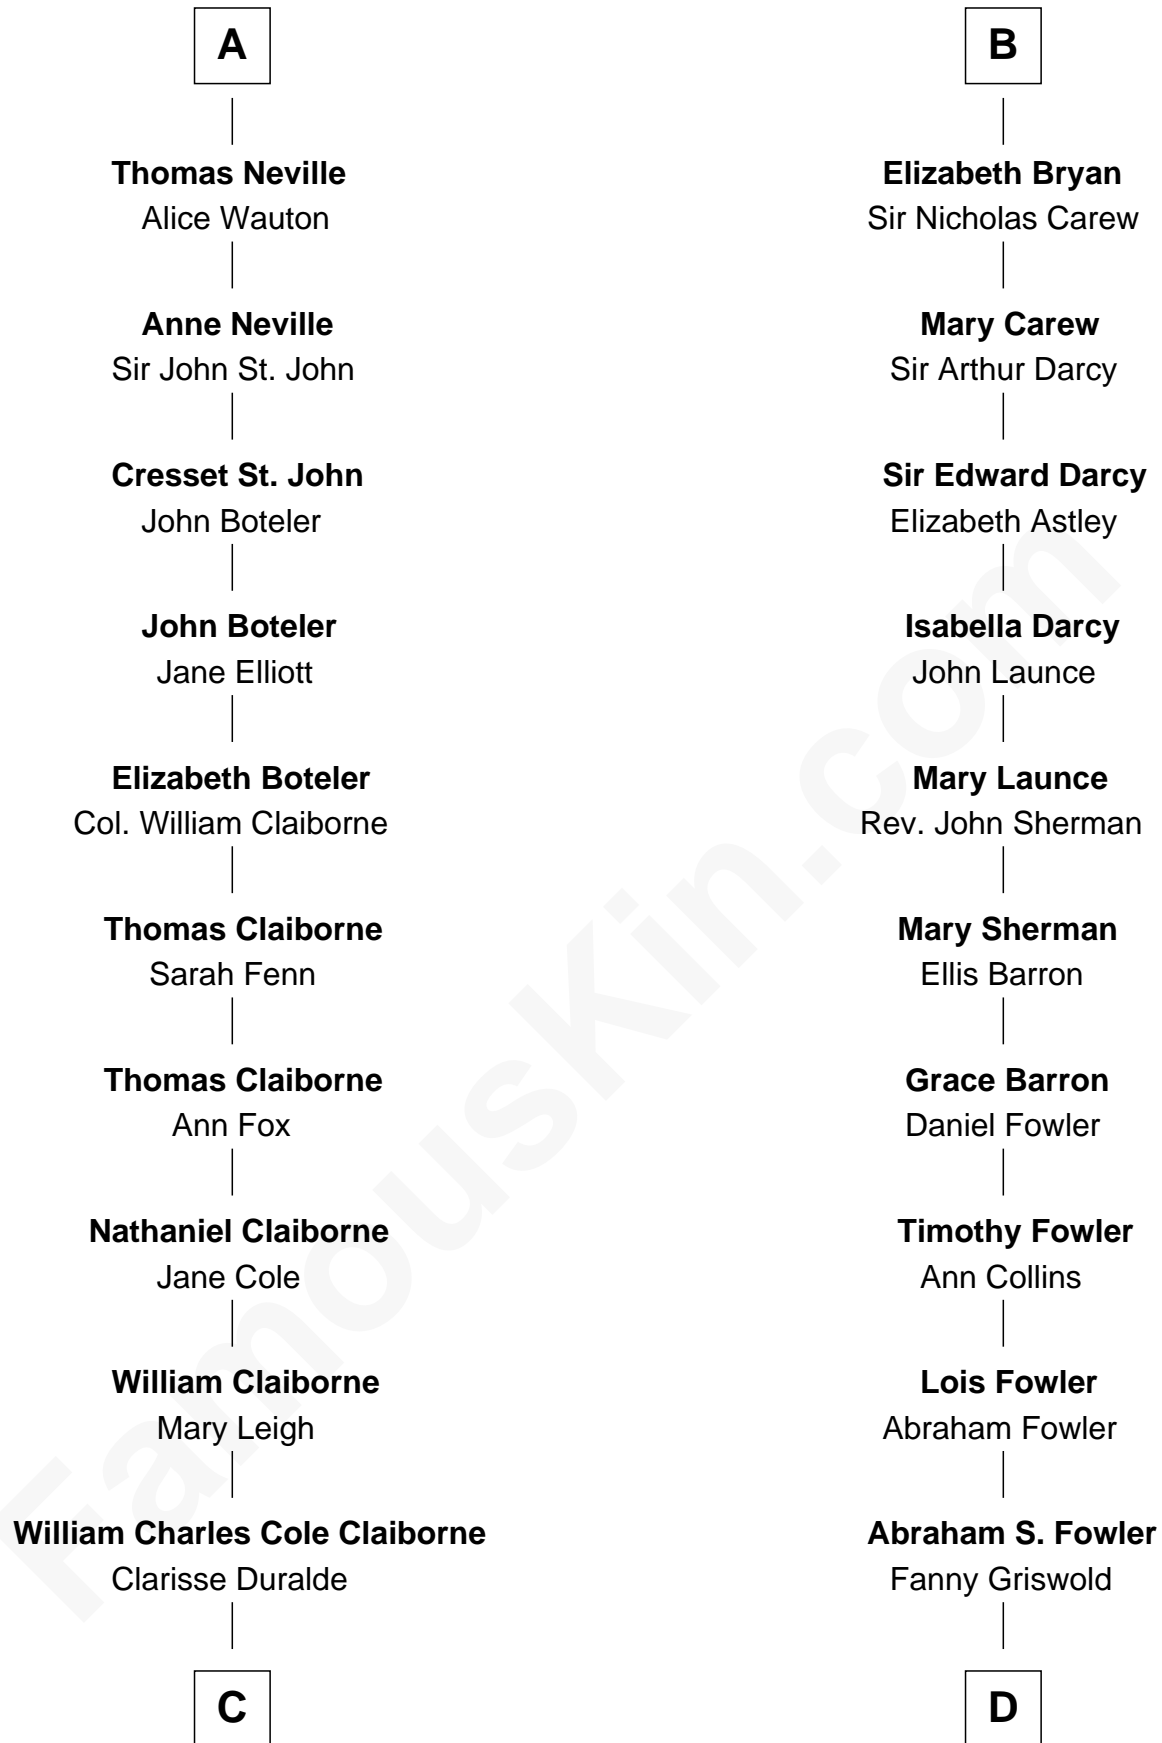 A
Thomas Neville
Alice Wauton
Anne Neville
Sir John St. John
Cresset St. John
John Boteler
John Boteler
Jane Elliott
Elizabeth Boteler
Col. William Claiborne
Thomas Claiborne
Sarah Fenn
Thomas Claiborne
Ann Fox
Nathaniel Claiborne
Jane Cole
William Claiborne
Mary Leigh
William Charles Cole Claiborne
Clarisse Duralde
C
B
Elizabeth Bryan
Sir Nicholas Carew
Mary Carew
Sir Arthur Darcy
Sir Edward Darcy
Elizabeth Astley
Isabella Darcy
John Launce
Mary Launce
Rev. John Sherman
Mary Sherman
Ellis Barron
Grace Barron
Daniel Fowler
Timothy Fowler
Ann Collins
Lois Fowler
Abraham Fowler
Abraham S. Fowler
Fanny Griswold
D
FamousKin.com